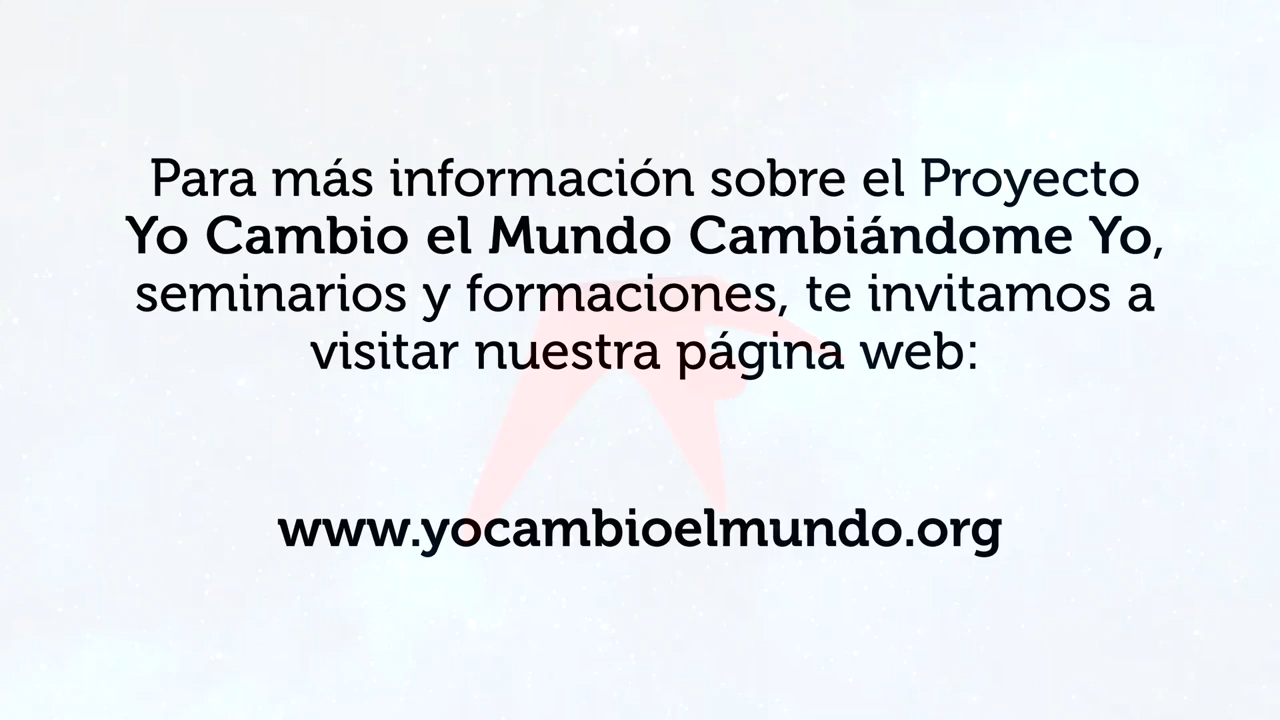 Para más información sobre el Proyecto
Yo Cambio el Mundo Cambiándome Yo,
seminarios y formaciones, te invitamos a
visitar nuestra página web:
www.yocambioelmundo.org